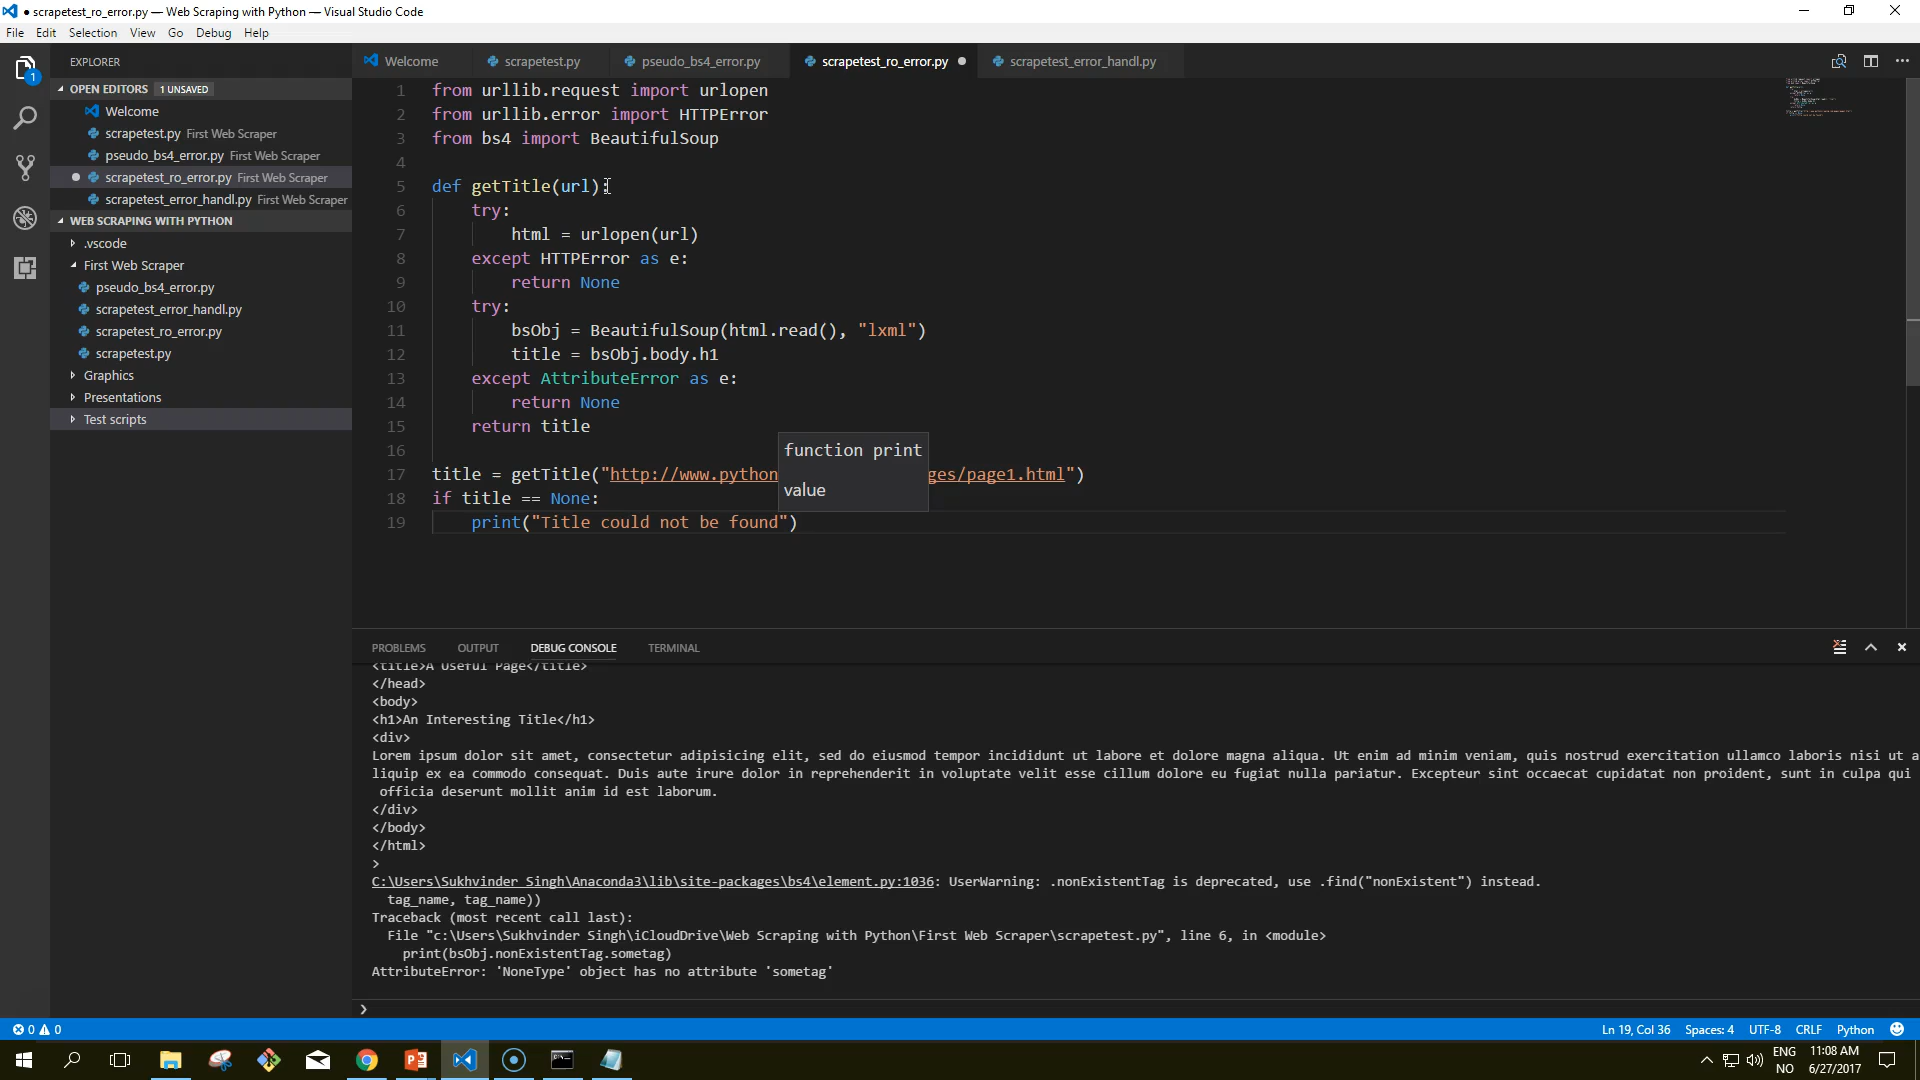 ● scrapetest_ro_error.py — Web Scraping with Python — Visual Studio Code
File Edit Selection View Go Debug Help
EXPLORER
OPEN EDITORS 1 UNSAVED
Welcome
scrapetest.py First Web Scraper
pseudo_bs4_error.py First Web Scraper
scrapetest_ro_error.py First Web Scraper
scrapetest_error_handl.py First Web Scraper
WEB SCRAPING WITH PYTHON
.vscode
First Web Scraper
pseudo_bs4_error.py
scrapetest_error_handl.py
scrapetest_ro_error.py
scrapetest.py
Graphics
Presentations
Test scripts
1
Welcome scrapetest.py pseudo_bs4_error.py scrapetest_ro_error.py scrapetest_error_handl.py
1 from urllib.request import urlopen
2 from urllib.error import HTTPError
3 from bs4 import BeautifulSoup
4
5 def getTitle(url):
6 try:
7 html = urlopen(url)
8 except HTTPError as e:
9 return None
10 try:
11 bsObj = BeautifulSoup(html.read(), "lxml")
12 title = bsObj.body.h1
13 except AttributeError as e:
14 return None
15 return title
16
17 title = getTitle("http://www.python ges/page1.html")
18 if title == None:
19 print("Title could not be found")
function print
value
PROBLEMS OUTPUT DEBUG CONSOLE TERMINAL
<title>A Useful Page</title>
</head>
<body>
<h1>An Interesting Title</h1>
<div>
Lorem ipsum dolor sit amet, consectetur adipisicing elit, sed do eiusmod tempor incididunt ut labore et dolore magna aliqua. Ut enim ad minim veniam, quis nostrud exercitation ullamco laboris nisi ut a
liquip ex ea commodo consequat. Duis aute irure dolor in reprehenderit in voluptate velit esse cillum dolore eu fugiat nulla pariatur. Excepteur sint occaecat cupidatat non proident, sunt in culpa qui
officia deserunt mollit anim id est laborum.
</div>
</body>
</html>
>
C:\Users\Sukhvinder Singh\Anaconda3\lib\site-packages\bs4\element.py:1036: UserWarning: .nonExistentTag is deprecated, use .find("nonExistent") instead.
tag_name, tag_name))
Traceback (most recent call last):
File "c:\Users\Sukhvinder Singh\iCloudDrive\Web Scraping with Python\First Web Scraper\scrapetest.py", line 6, in <module>
print(bsObj.nonExistentTag.sometag)
AttributeError: 'NoneType' object has no attribute 'sometag'
0 0 Ln 19, Col 36 Spaces: 4 UTF-8 CRLF Python
ENG 11:08 AM
NO 6/27/2017